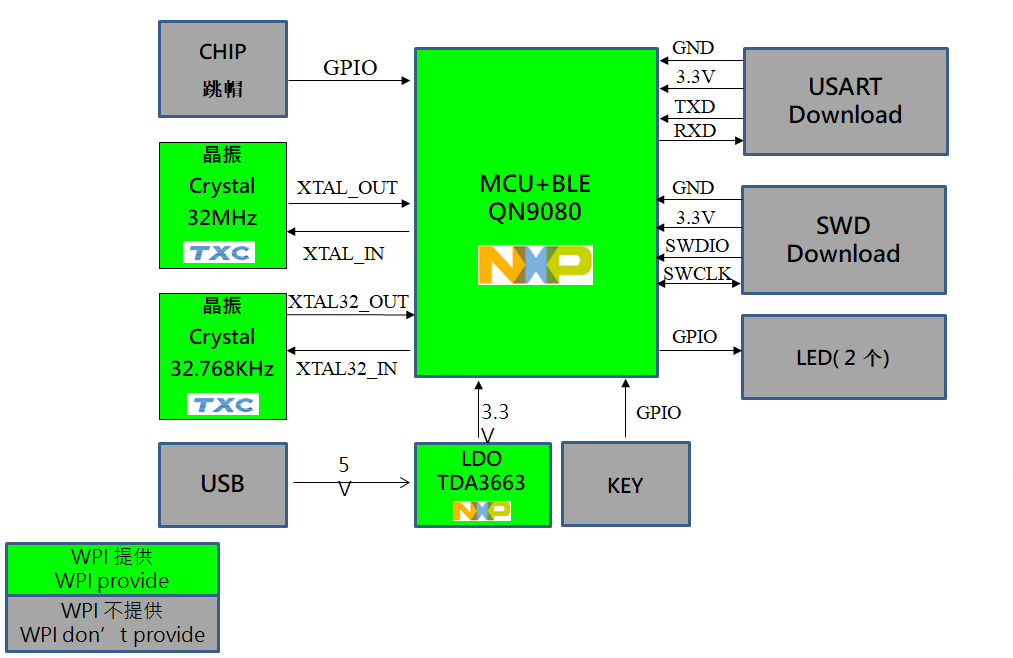 CHIP
跳帽
GPIO
晶振
Crystal
32MHz
TXC
XTAL_OUT
XTAL_IN
晶振
Crystal
32.768KHz
TXC
XTAL32_OUT
XTAL32_IN
USB
5
V
MCU+BLE
QN9080
NXP
3.3
V
LDO
TDA3663
NXP
GPIO
KEY
GND
3.3V
TXD
RXD
USART
Download
GND
3.3V
SWDIO
SWCLK
SWD
Download
GPIO
LED( 2 个)
WPI 提供
WPI provide
WPI 不提供
WPI don’t provide